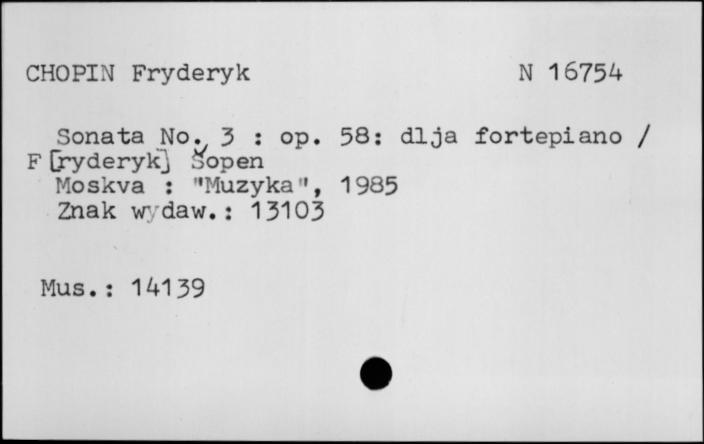 CHOPIN Fryderyk N 16754
Sonata No. 3 : op. 58: dlja fortepiano /
F[ryderyk] Šopen
Moskva : "Muzyka", 1985
Znak wydaw.: 13103
Mus.: 14139